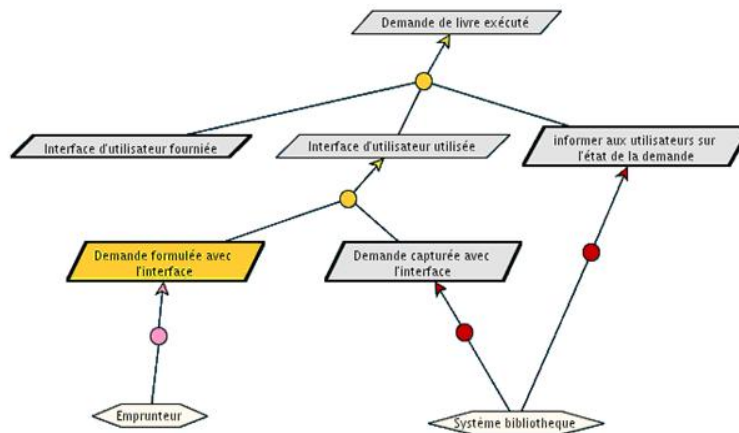 Demande de livre exécuté
Interface d'utilisateur fourniée
Interface d'utilisateur utilisée
informer aux utilisateurs sur
l'état de la demande
Demande formulée avec
l'interface
Demande capturée avec
l'interface
Emprunteur
Système bibliotheque